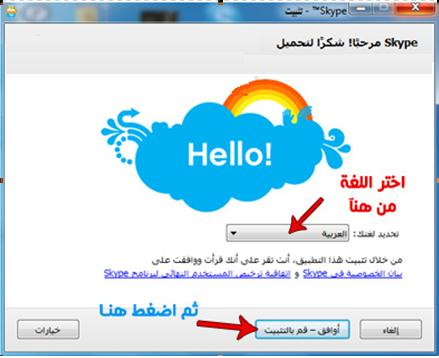 Skype™ - تثبيت
Skype مرحبًا! شكرًا لتحميل
Hello!
اختر اللغة
من هنآ
تحديد لغتك:
العربية
من خلال تثبيت هذا التطبيق، أنت تقر على أنك قرأت ووافقت على
بيان الخصوصية في Skype و اتفاقية ترخيص المستخدم النهائي لبرنامج Skype
ثم اضغط هنا
إلغاء
أوافق – قم بالتثبيت
خيارات